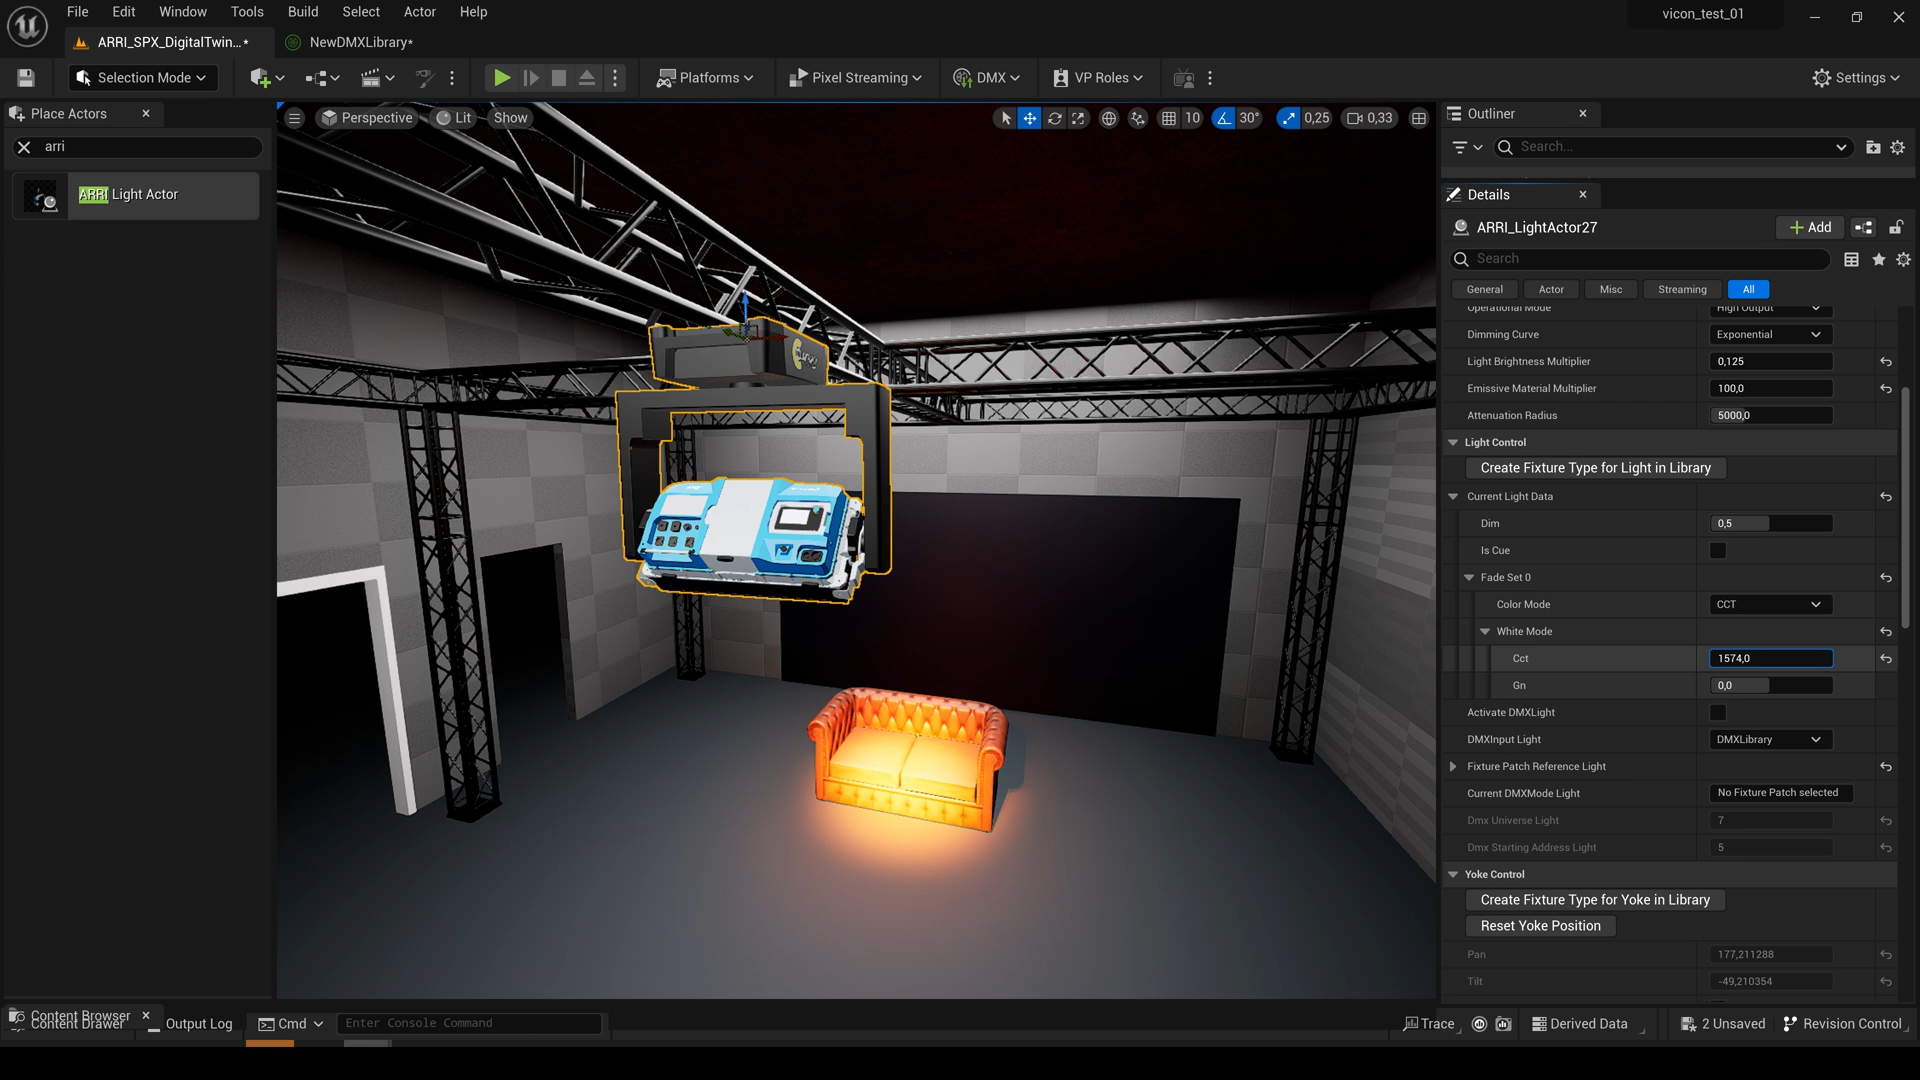 File Edit Window Tools Build Select Actor Help
vicon_test_01
ARRI_SPX_DigitalTwin...*
NewDMXLibrary*
Selection Mode
Platforms
Pixel Streaming
DMX
VP Roles
Settings
Place Actors
arri
ARRI Light Actor
Perspective
Lit
Show
10
30°
0,25
0,33
Outliner
Search...
Details
ARRI_LightActor27
Add
Search
General
Actor
Misc
Streaming
All
Operational Mode
High Output
Dimming Curve
Exponential
Light Brightness Multiplier
0,125
Emissive Material Multiplier
100,0
Attenuation Radius
5000,0
Light Control
Create Fixture Type for Light in Library
Current Light Data
Dim
0,5
Is Cue
Fade Set 0
Color Mode
CCT
White Mode
Cct
1574,0
Gn
0,0
Activate DMXLight
DMXInput Light
DMXLibrary
Fixture Patch Reference Light
Current DMXMode Light
No Fixture Patch selected
Dmx Universe Light
7
Dmx Starting Address Light
5
Yoke Control
Create Fixture Type for Yoke in Library
Reset Yoke Position
Pan
177,211288
Tilt
-49,210354
Content Browser
Content Drawer
Output Log
Cmd
Enter Console Command
Trace
Derived Data
2 Unsaved
Revision Control